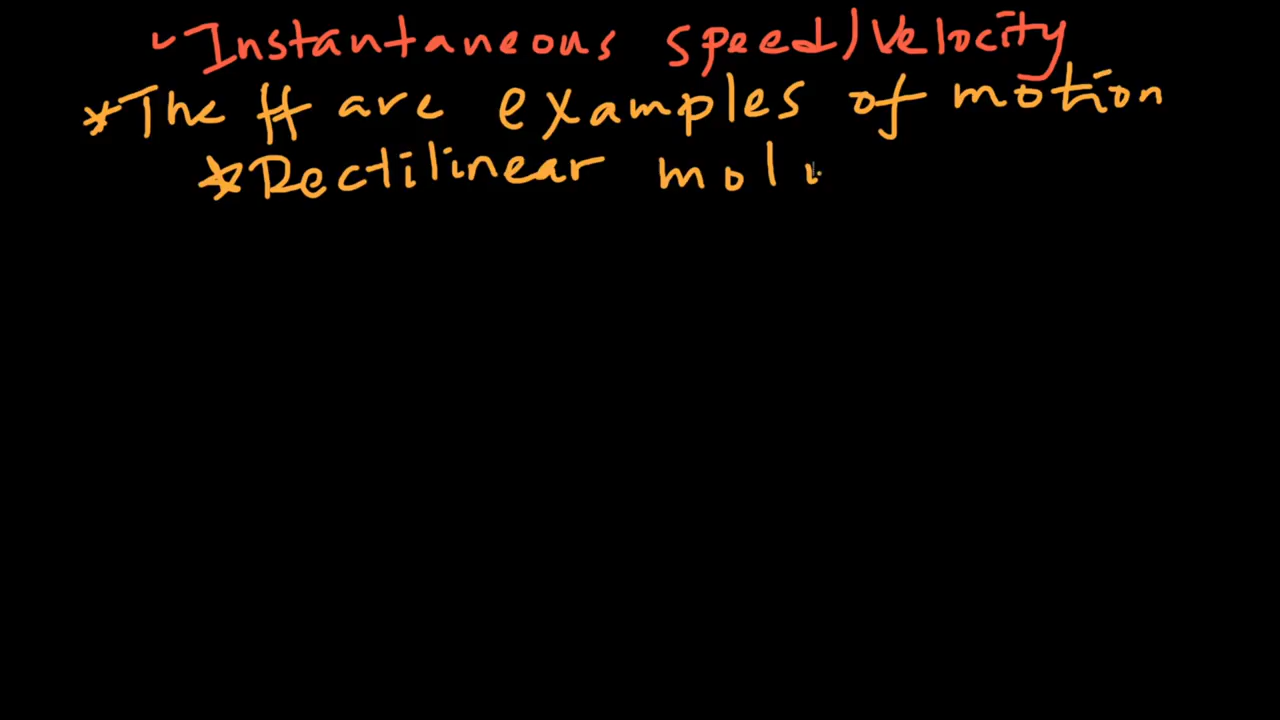 ✓Instantaneous speed/Velocity
*The ff are examples of motion
*Rectilinear